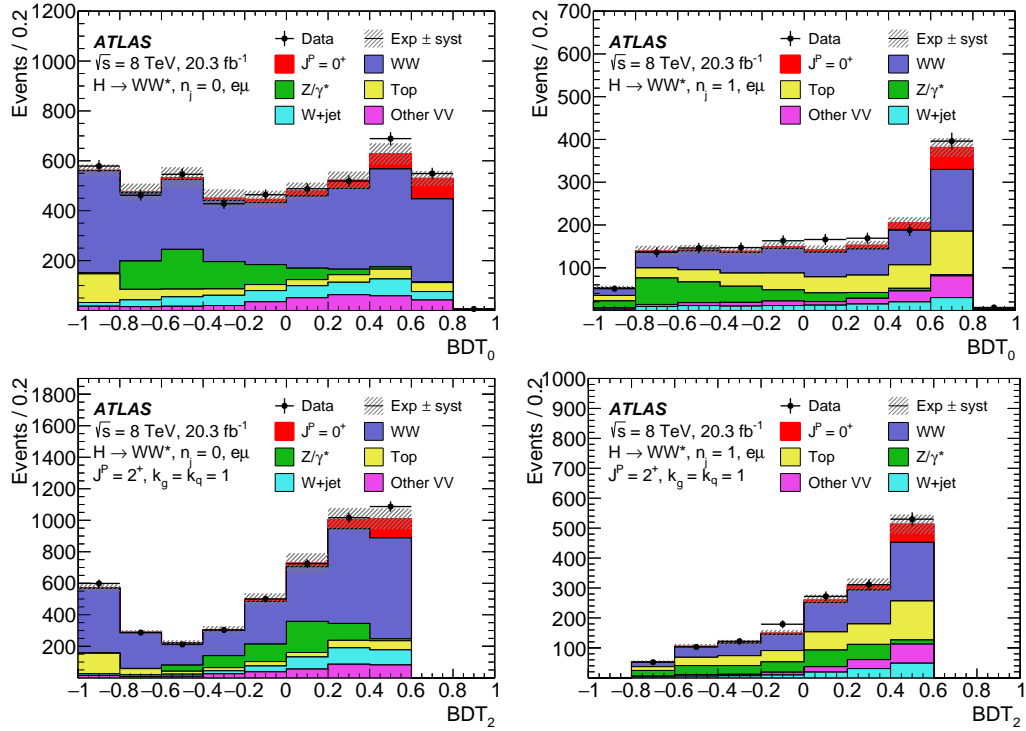 Events / 0.2
1200
1000
800
600
400
200
ATLAS
√s = 8 TeV, 20.3 fb⁻¹
H → WW*, n_j = 0, eμ
Data
Exp ± syst
J^P = 0⁺
WW
Z/γ*
Top
W+jet
Other VV
−1 −0.8 −0.6 −0.4 −0.2 0 0.2 0.4 0.6 0.8 1
BDT₀
Events / 0.2
700
600
500
400
300
200
100
ATLAS
√s = 8 TeV, 20.3 fb⁻¹
H → WW*, n_j = 1, eμ
Data
Exp ± syst
J^P = 0⁺
WW
Top
Z/γ*
Other VV
W+jet
−1 −0.8 −0.6 −0.4 −0.2 0 0.2 0.4 0.6 0.8 1
BDT₀
Events / 0.2
1800
1600
1400
1200
1000
800
600
400
200
ATLAS
√s = 8 TeV, 20.3 fb⁻¹
H → WW*, n_j = 0, eμ
J^P = 2⁺, k_g = k_q = 1
Data
Exp ± syst
J^P = 0⁺
WW
Z/γ*
Top
W+jet
Other VV
−1 −0.8 −0.6 −0.4 −0.2 0 0.2 0.4 0.6 0.8 1
BDT₂
Events / 0.2
1000
900
800
700
600
500
400
300
200
100
ATLAS
√s = 8 TeV, 20.3 fb⁻¹
H → WW*, n_j = 1, eμ
J^P = 2⁺, k_g = k_q = 1
Data
Exp ± syst
J^P = 0⁺
WW
Top
Z/γ*
Other VV
W+jet
−1 −0.8 −0.6 −0.4 −0.2 0 0.2 0.4 0.6 0.8 1
BDT₂